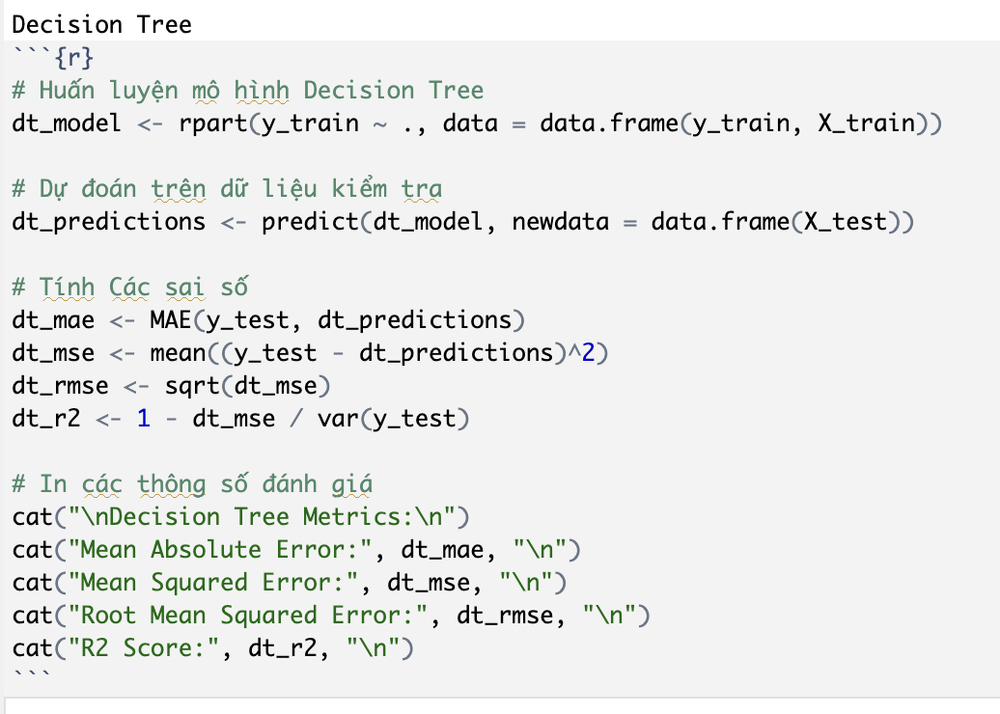 Decision Tree
```{r}
# Huấn luyện mô hình Decision Tree
dt_model <- rpart(y_train ~ ., data = data.frame(y_train, X_train))
# Dự đoán trên dữ liệu kiểm tra
dt_predictions <- predict(dt_model, newdata = data.frame(X_test))
# Tính Các sai số
dt_mae <- MAE(y_test, dt_predictions)
dt_mse <- mean((y_test - dt_predictions)^2)
dt_rmse <- sqrt(dt_mse)
dt_r2 <- 1 - dt_mse / var(y_test)
# In các thông số đánh giá
cat("\nDecision Tree Metrics:\n")
cat("Mean Absolute Error:", dt_mae, "\n")
cat("Mean Squared Error:", dt_mse, "\n")
cat("Root Mean Squared Error:", dt_rmse, "\n")
cat("R2 Score:", dt_r2, "\n")
```